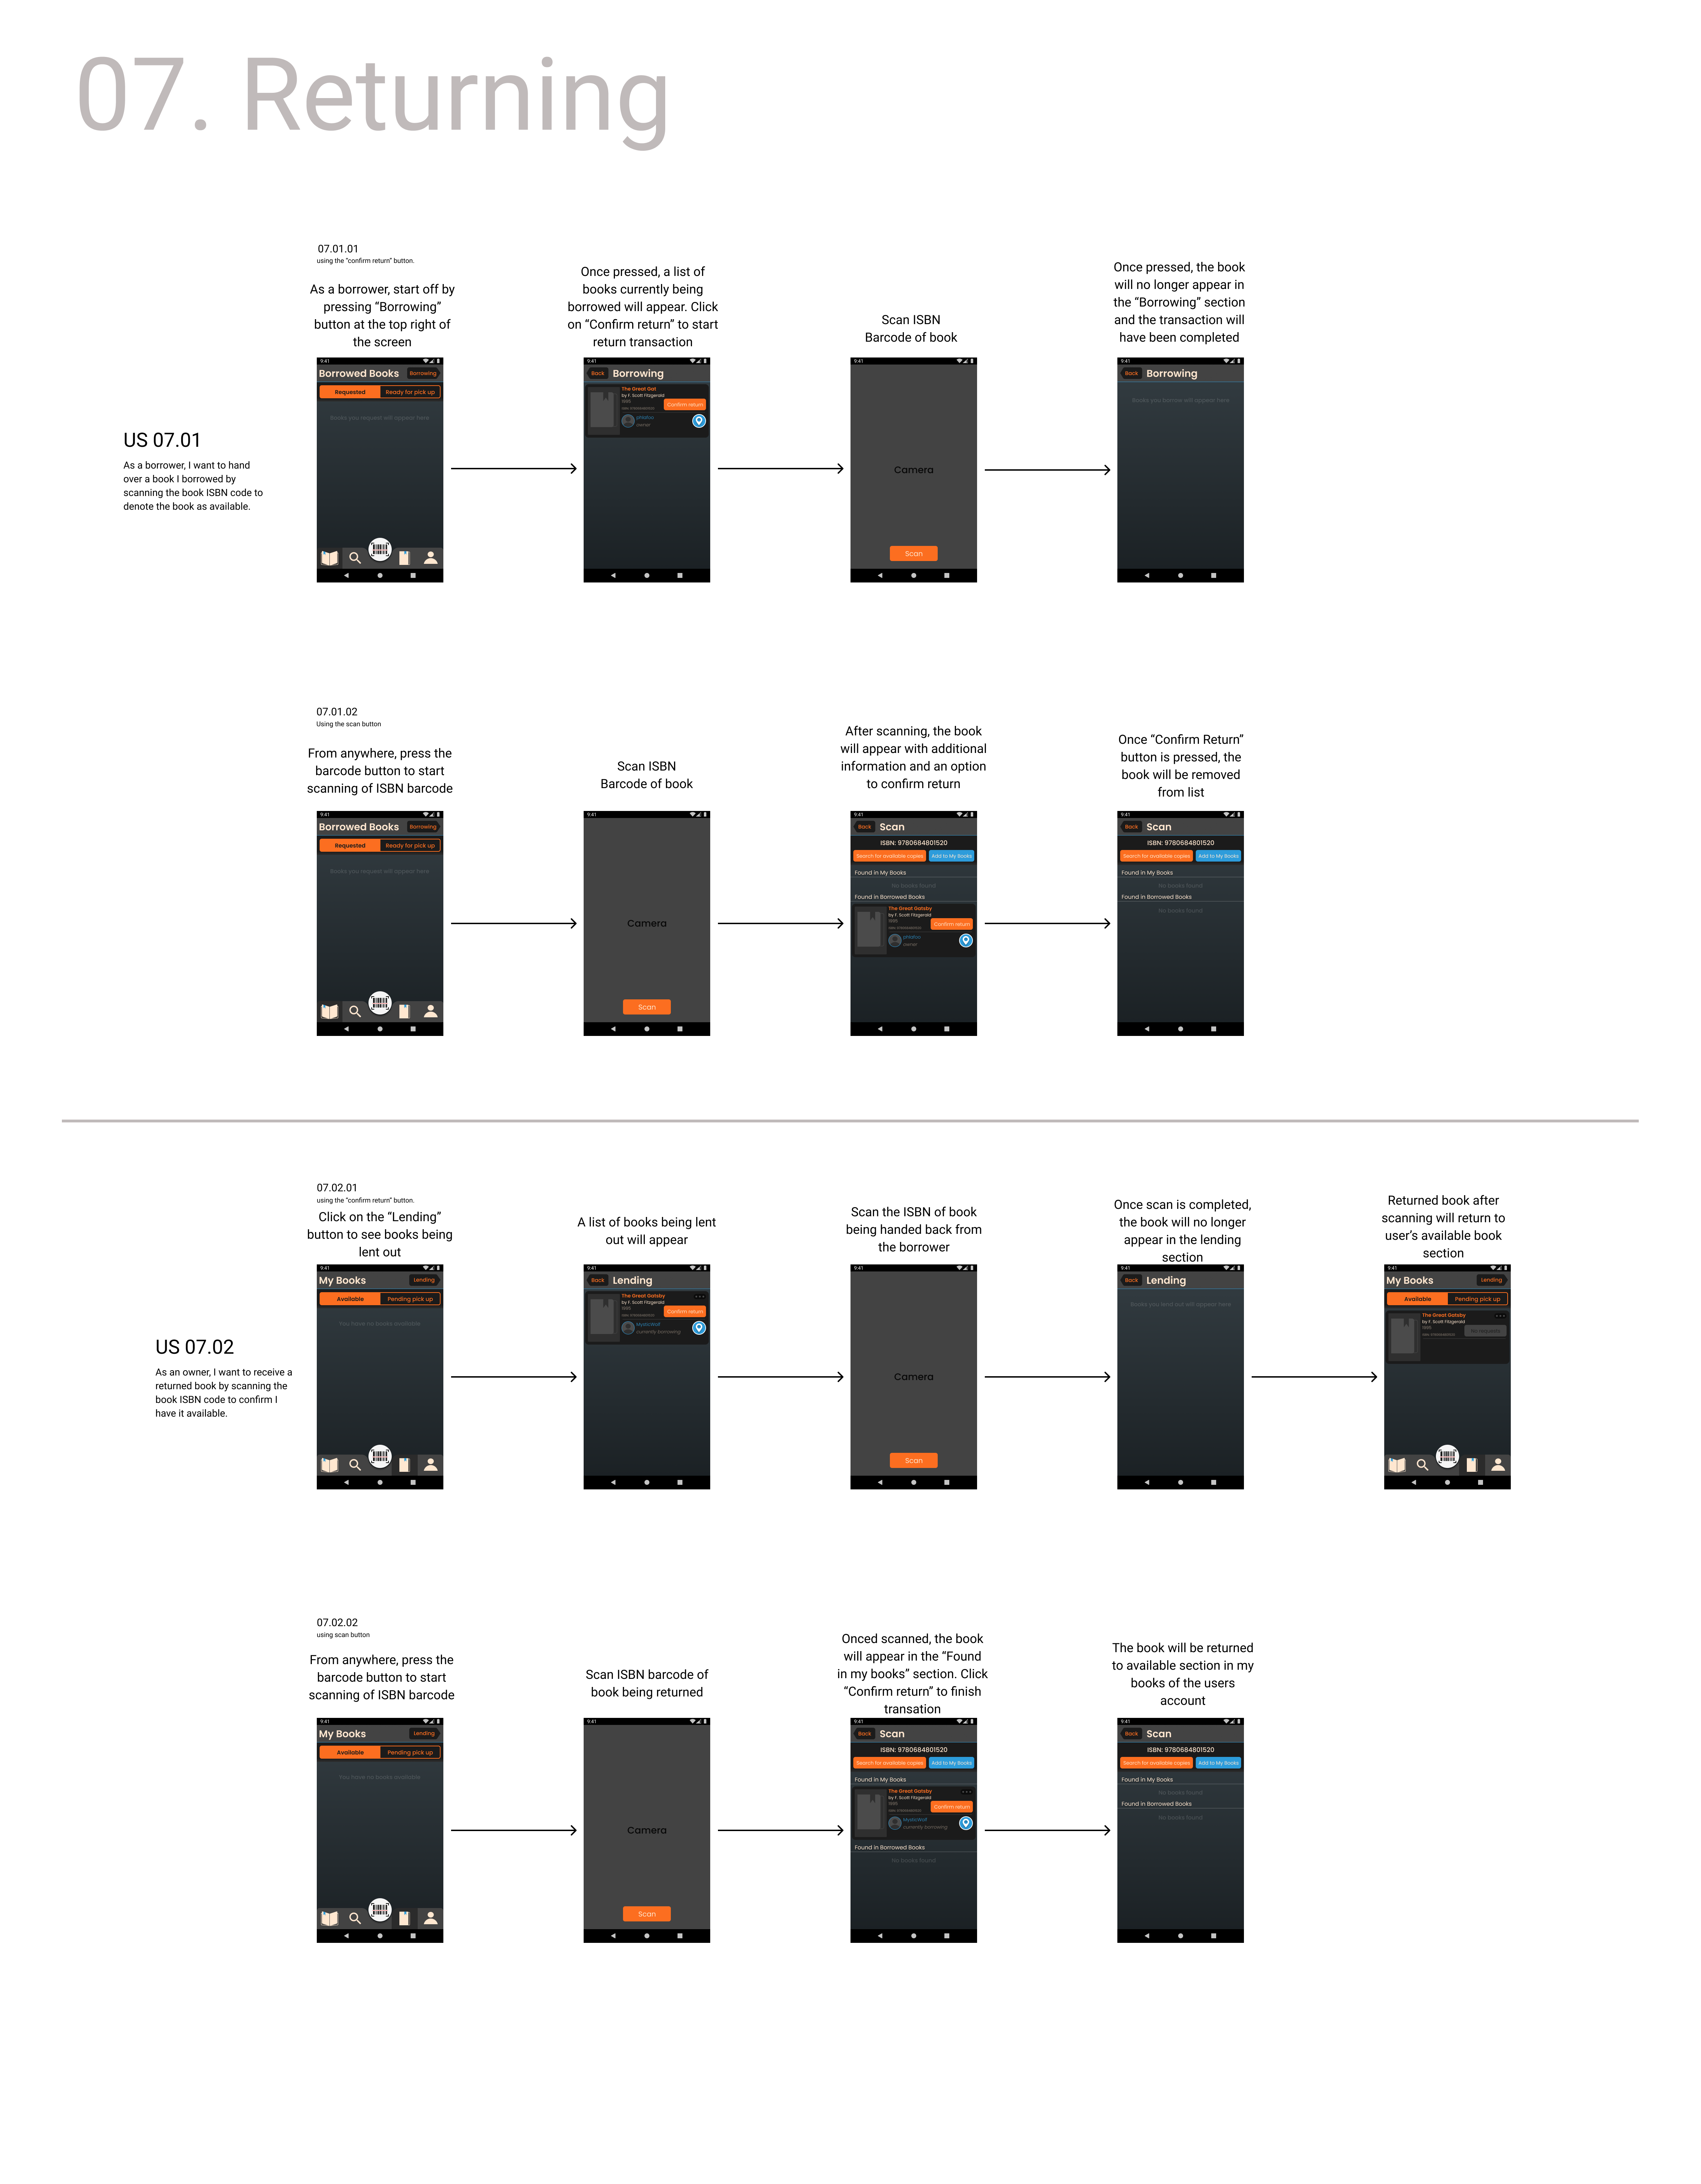 07. Returning
07.01.01
using the “confirm return” button.
As a borrower, start off by
pressing “Borrowing”
button at the top right of
the screen
Once pressed, a list of
books currently being
borrowed will appear. Click
on “Confirm return” to start
return transaction
Scan ISBN
Barcode of book
Once pressed, the book
will no longer appear in
the “Borrowing” section
and the transaction will
have been completed
US 07.01
As a borrower, I want to hand
over a book I borrowed by
scanning the book ISBN code to
denote the book as available.
9:41
Borrowed Books
Borrowing
Requested
Ready for pick up
Books you request will appear here
9:41
Back
Borrowing
The Great Gat
by F. Scott Fitzgerald
Confirm return
owner
9:41
Camera
Scan
9:41
Back
Borrowing
Books you borrow will appear here
07.01.02
Using the scan button
From anywhere, press the
barcode button to start
scanning of ISBN barcode
Scan ISBN
Barcode of book
After scanning, the book
will appear with additional
information and an option
to confirm return
Once “Confirm Return”
button is pressed, the
book will be removed
from list
9:41
Borrowed Books
Borrowing
Requested
Ready for pick up
Books you request will appear here
9:41
Camera
Scan
9:41
Back
Scan
ISBN: 9780684801520
Search for available copies
Add to My Books
Found in My Books
No books found
Found in Borrowed Books
The Great Gatsby
by F. Scott Fitzgerald
Confirm return
owner
9:41
Back
Scan
ISBN: 9780684801520
Search for available copies
Add to My Books
Found in My Books
No books found
Found in Borrowed Books
No books found
07.02.01
using the “confirm return” button.
Click on the “Lending”
button to see books being
lent out
A list of books being lent
out will appear
Scan the ISBN of book
being handed back from
the borrower
Once scan is completed,
the book will no longer
appear in the lending
section
Returned book after
scanning will return to
user’s available book
section
US 07.02
As an owner, I want to receive a
returned book by scanning the
book ISBN code to confirm I
have it available.
9:41
My Books
Lending
Available
Pending pick up
You have no books available
9:41
Back
Lending
The Great Gatsby
by F. Scott Fitzgerald
Confirm return
MysticWolf
currently borrowing
9:41
Camera
Scan
9:41
Back
Lending
Books you lend out will appear here
9:41
My Books
Lending
Available
Pending pick up
The Great Gatsby
by F. Scott Fitzgerald
No requests
07.02.02
using scan button
From anywhere, press the
barcode button to start
scanning of ISBN barcode
Scan ISBN barcode of
book being returned
Onced scanned, the book
will appear in the “Found
in my books” section. Click
“Confirm return” to finish
transation
The book will be returned
to available section in my
books of the users
account
9:41
My Books
Lending
Available
Pending pick up
You have no books available
9:41
Camera
Scan
9:41
Back
Scan
ISBN: 9780684801520
Search for available copies
Add to My Books
Found in My Books
The Great Gatsby
by F. Scott Fitzgerald
Confirm return
MysticWolf
currently borrowing
Found in Borrowed Books
No books found
9:41
Back
Scan
ISBN: 9780684801520
Search for available copies
Add to My Books
Found in My Books
No books found
Found in Borrowed Books
No books found